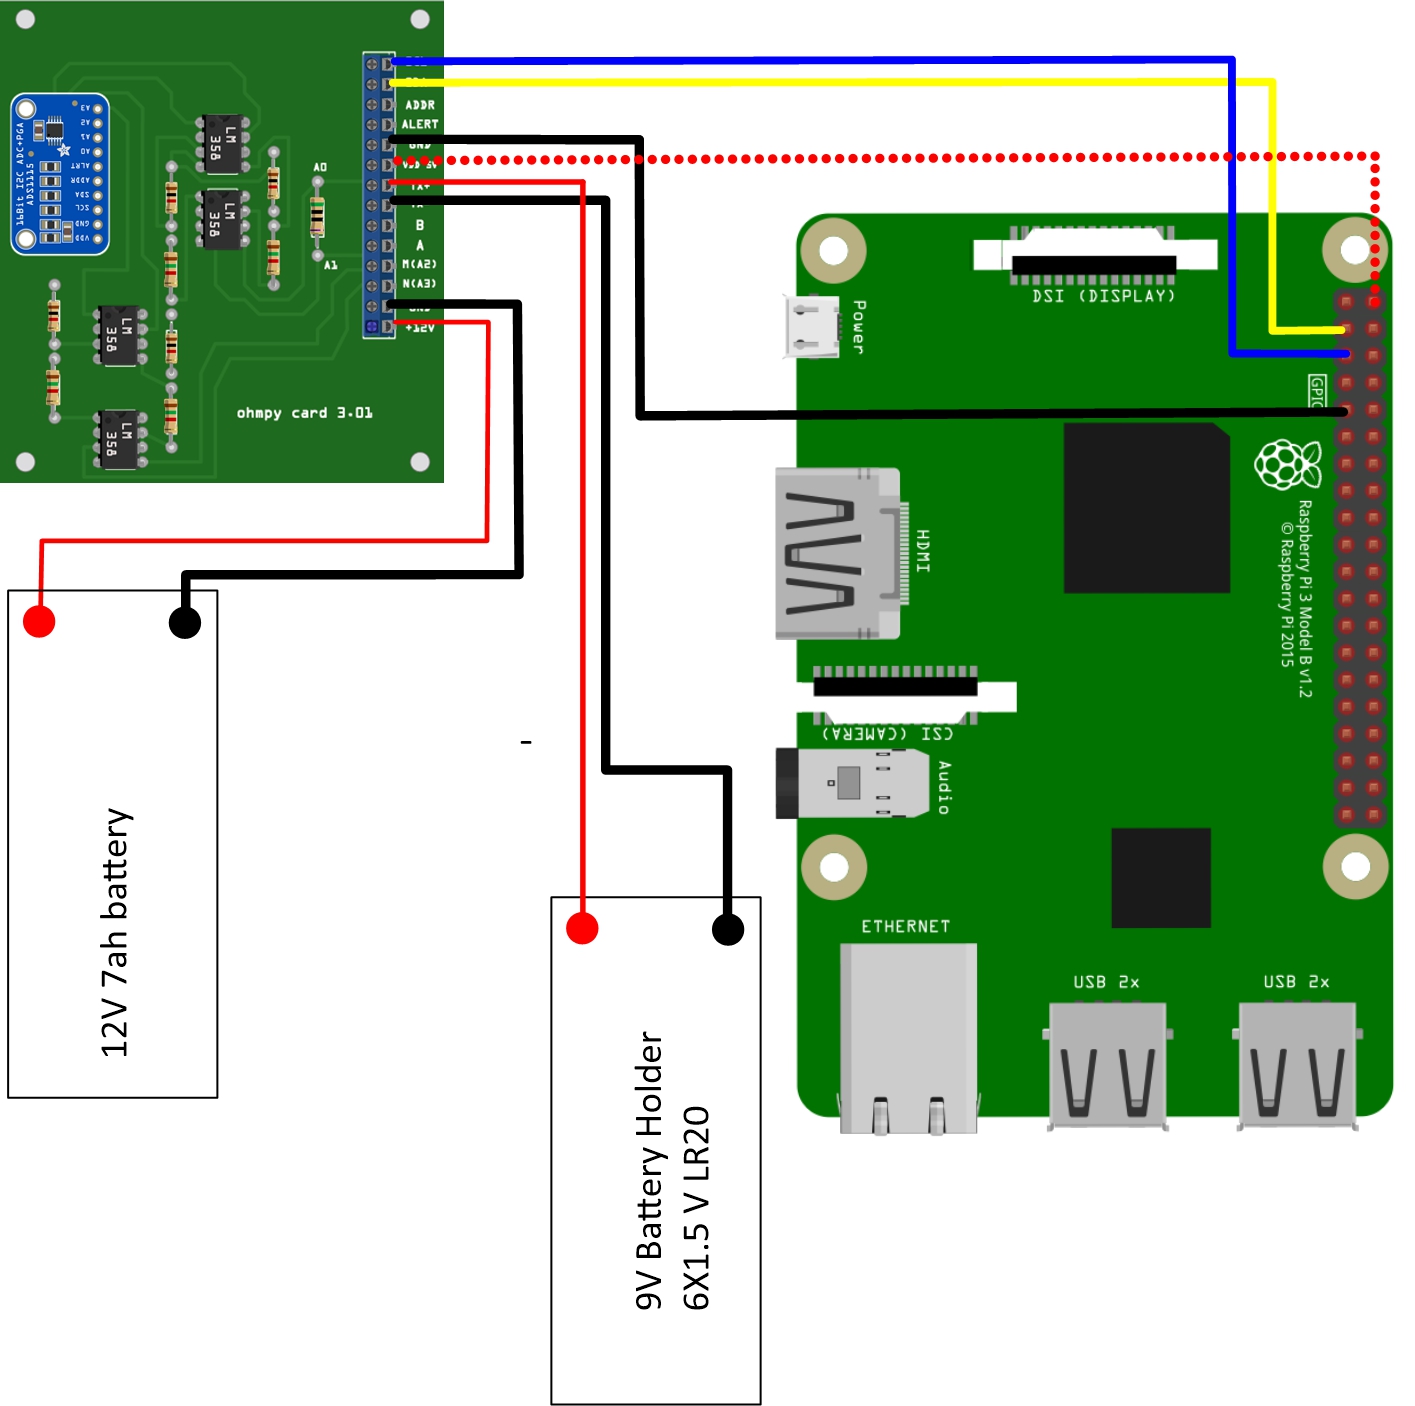 ADDR
ALERT
GND
VDD 5V
TX+
B
A
M(A2)
N(A3)
GND
+12V
A3
A2
A1
A0
ALRT
ADDR
SDA
SCL
GND
VDD
16Bit I2C ADC+PGA
ADS1115
LM
358
LM
358
LM
358
LM
358
A0
A1
ohmpy card 3.01
12V 7ah battery
-
9V Battery Holder
6X1.5 V LR20
DSI (DISPLAY)
Power
HDMI
CSI (CAMERA)
Audio
ETHERNET
USB 2x
USB 2x
Raspberry Pi 3 Model B v1.2
© Raspberry Pi 2015